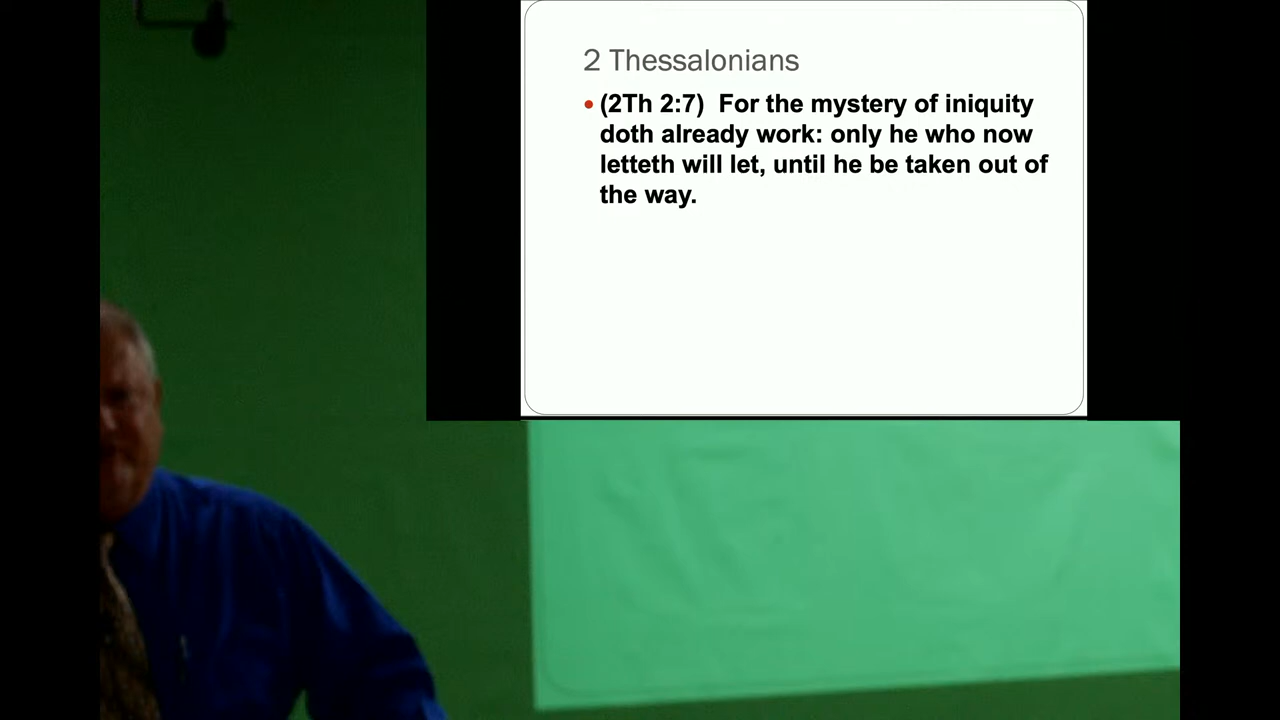 2 Thessalonians
• (2Th 2:7) For the mystery of iniquity
doth already work: only he who now
letteth will let, until he be taken out of
the way.